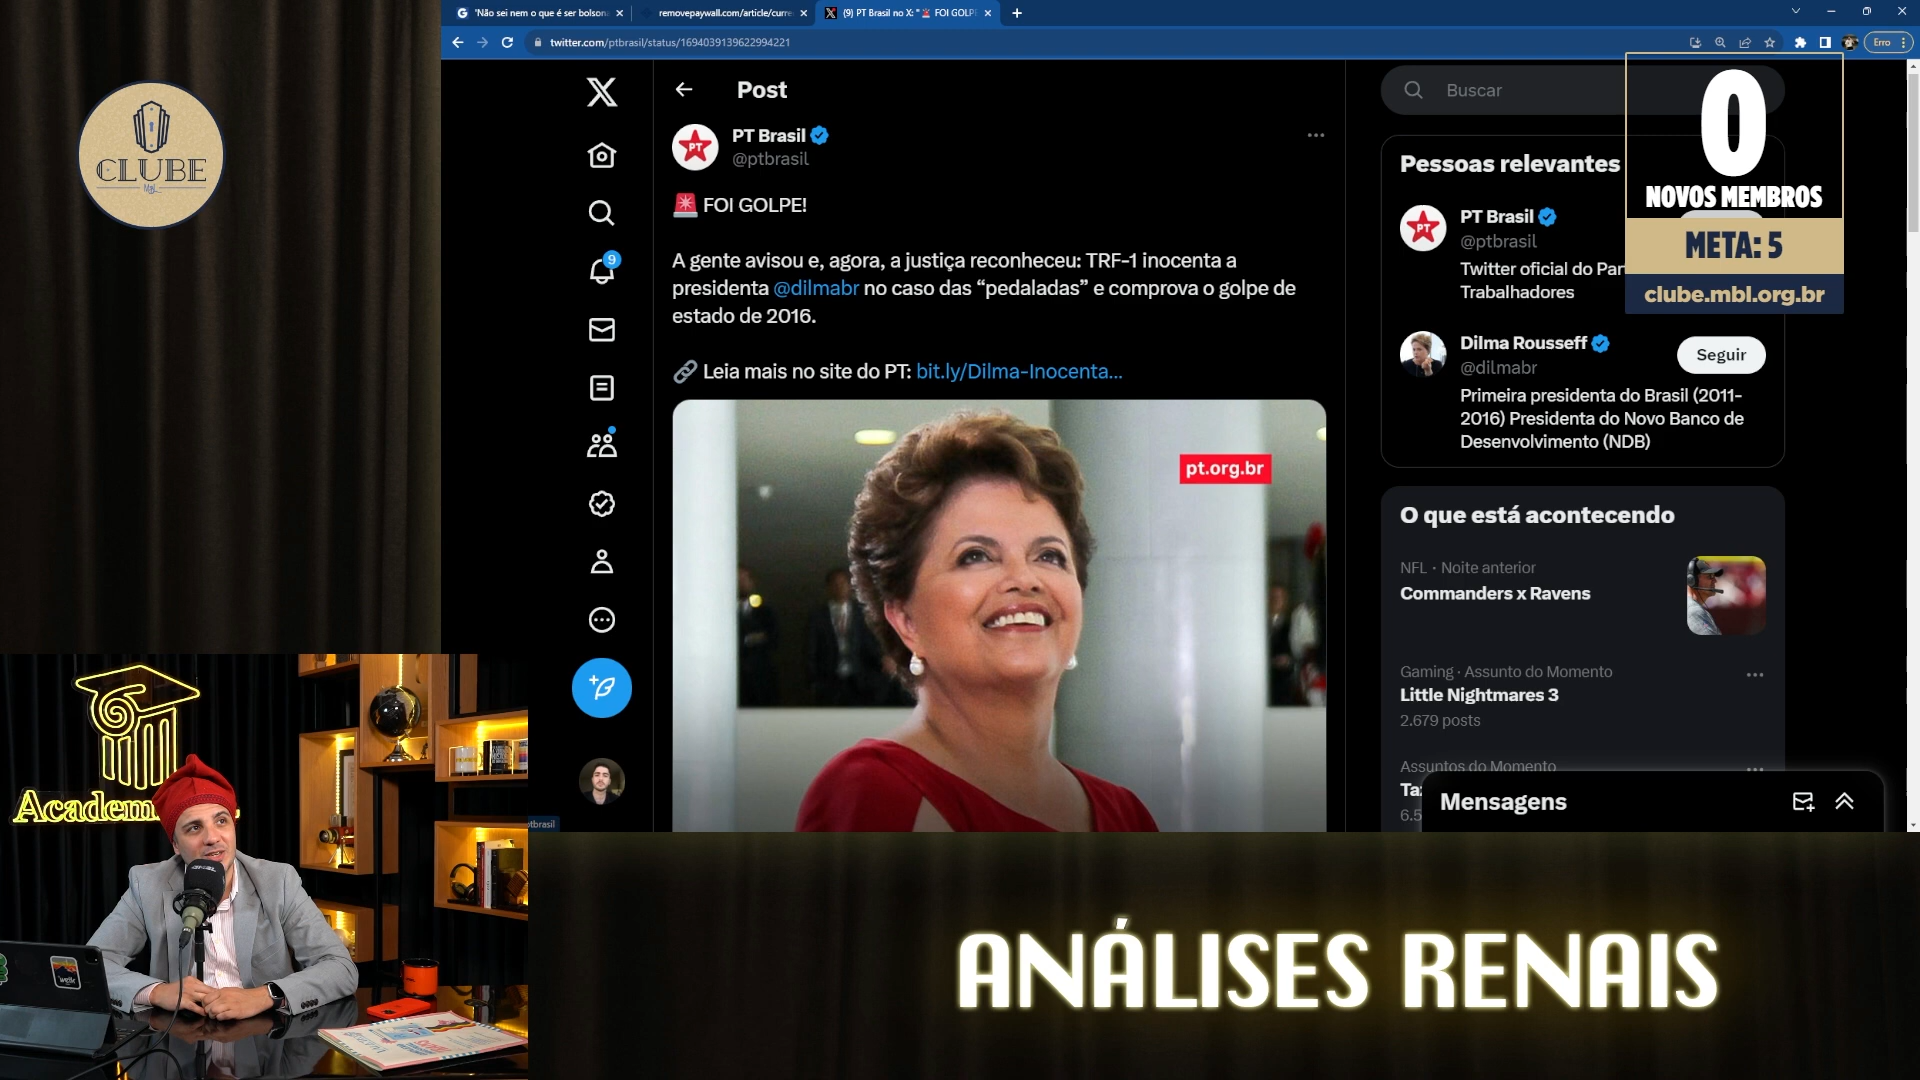 'Não sei nem o que é ser bolson
removepaywall.com/article/curre
(9) PT Brasil no X: "🚨 FOI GOLP
twitter.com/ptbrasil/status/1694039139622994221
Erro
CLUBE
MBL
Post
PT Brasil
@ptbrasil
🚨 FOI GOLPE!
A gente avisou e, agora, a justiça reconheceu: TRF-1 inocenta a
presidenta @dilmabr no caso das “pedaladas” e comprova o golpe de
estado de 2016.
🔗 Leia mais no site do PT: bit.ly/Dilma-Inocenta...
pt.org.br
9
Buscar
Pessoas relevantes
PT Brasil
@ptbrasil
Twitter oficial do Par
Trabalhadores
Dilma Rousseff
@dilmabr
Seguir
Primeira presidenta do Brasil (2011-
2016) Presidenta do Novo Banco de
Desenvolvimento (NDB)
0
NOVOS MEMBROS
META: 5
clube.mbl.org.br
O que está acontecendo
NFL · Noite anterior
Commanders x Ravens
Gaming · Assunto do Momento
Little Nightmares 3
2.679 posts
Assuntos do Momento
Ta
6.5
Mensagens
tbrasil
Academ
ANÁLISES RENAIS